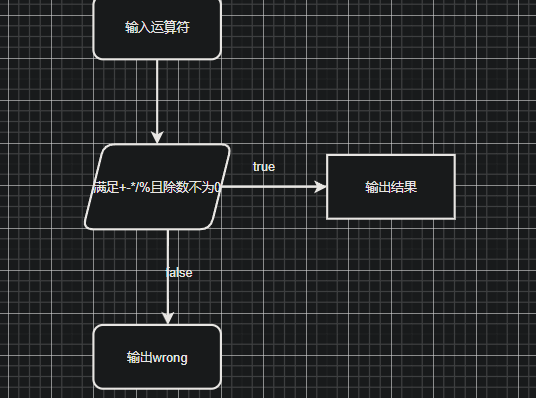 输入运算符
true
满足+-*/%且除数不为0
输出结果
false
输出wrong